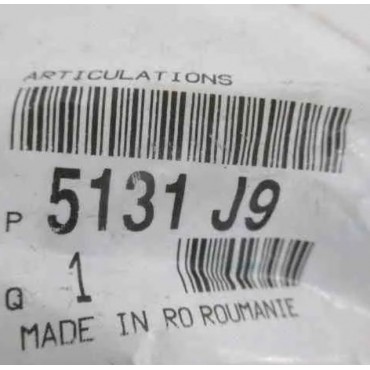 ARTICULATIONS
P 5131 J9
Q 1
MADE IN RO ROUMANIE